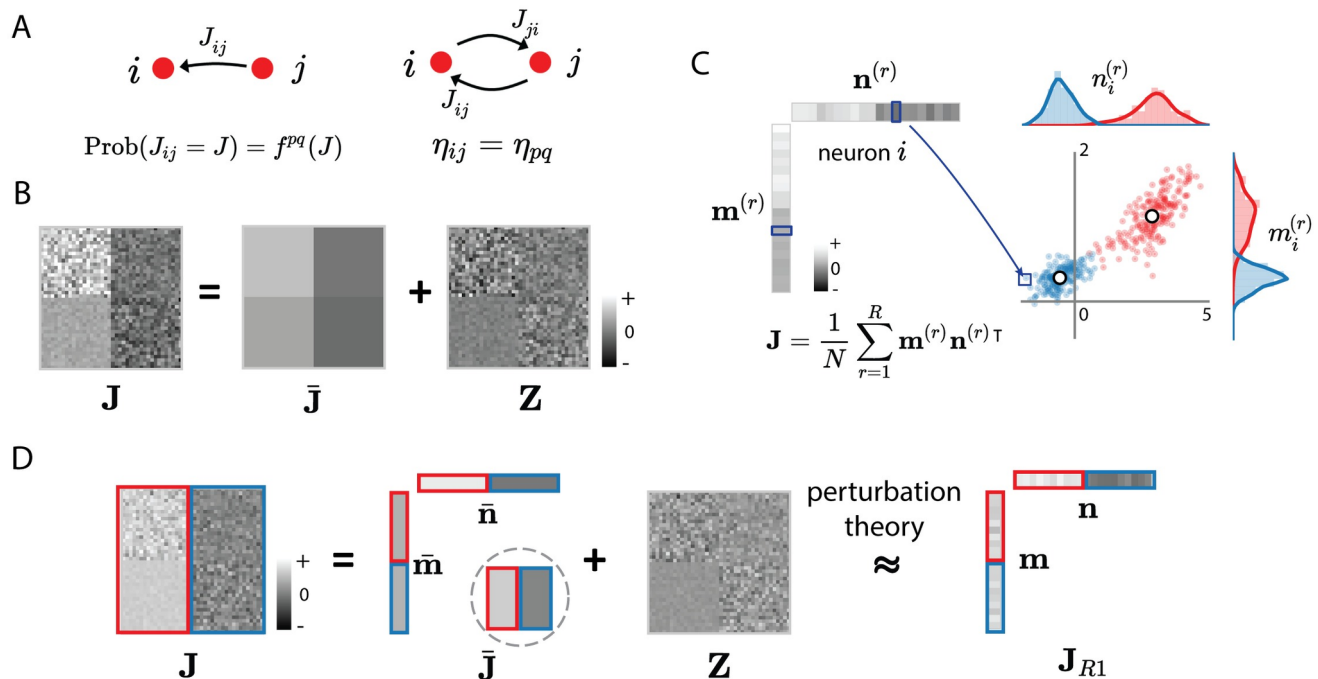 A
J_{ij}
i
j
Prob(J_{ij} = J) = f^{pq}(J)
J_{ji}
i
j
J_{ij}
η_{ij} = η_{pq}
B
J
=
J̄
+
Z
+
0
-
C
n^{(r)}
neuron i
m^{(r)}
+
0
-
J = \frac{1}{N} \sum_{r=1}^{R} m^{(r)} n^{(r)⊤}
n_i^{(r)}
2
0
5
m_i^{(r)}
D
J
+
0
-
=
n̄
m̄
J̄
+
Z
perturbation
theory
≈
n
m
J_{R1}